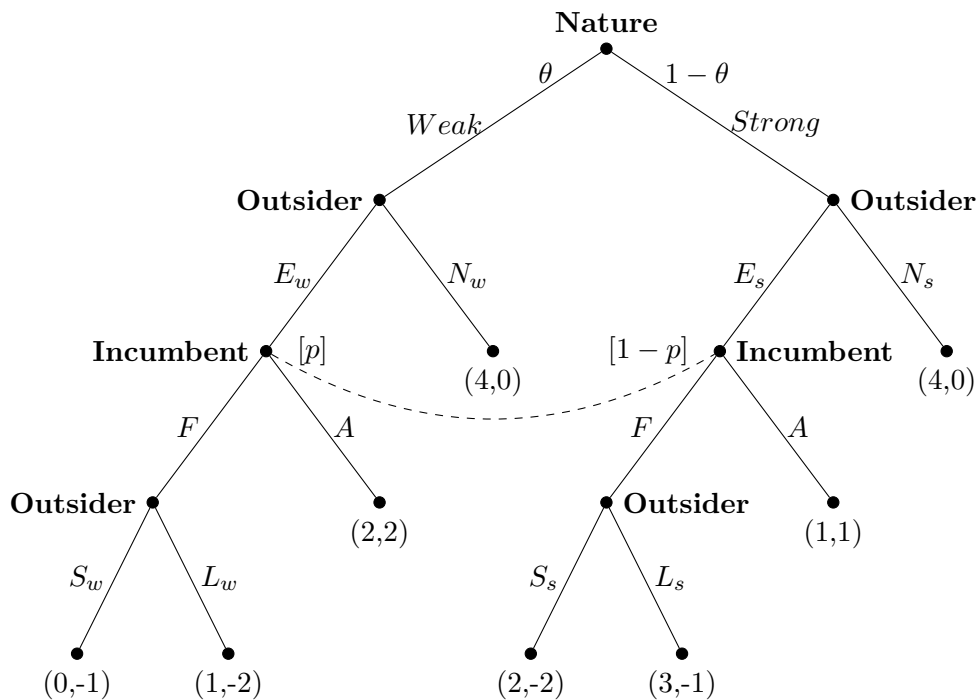 Nature
θ 1 − θ
Weak Strong
Outsider Outsider
E_w N_w E_s N_s
Incumbent [p] [1 − p] Incumbent
(4,0) (4,0)
F A F A
Outsider Outsider
(2,2) (1,1)
S_w L_w S_s L_s
(0,-1) (1,-2) (2,-2) (3,-1)